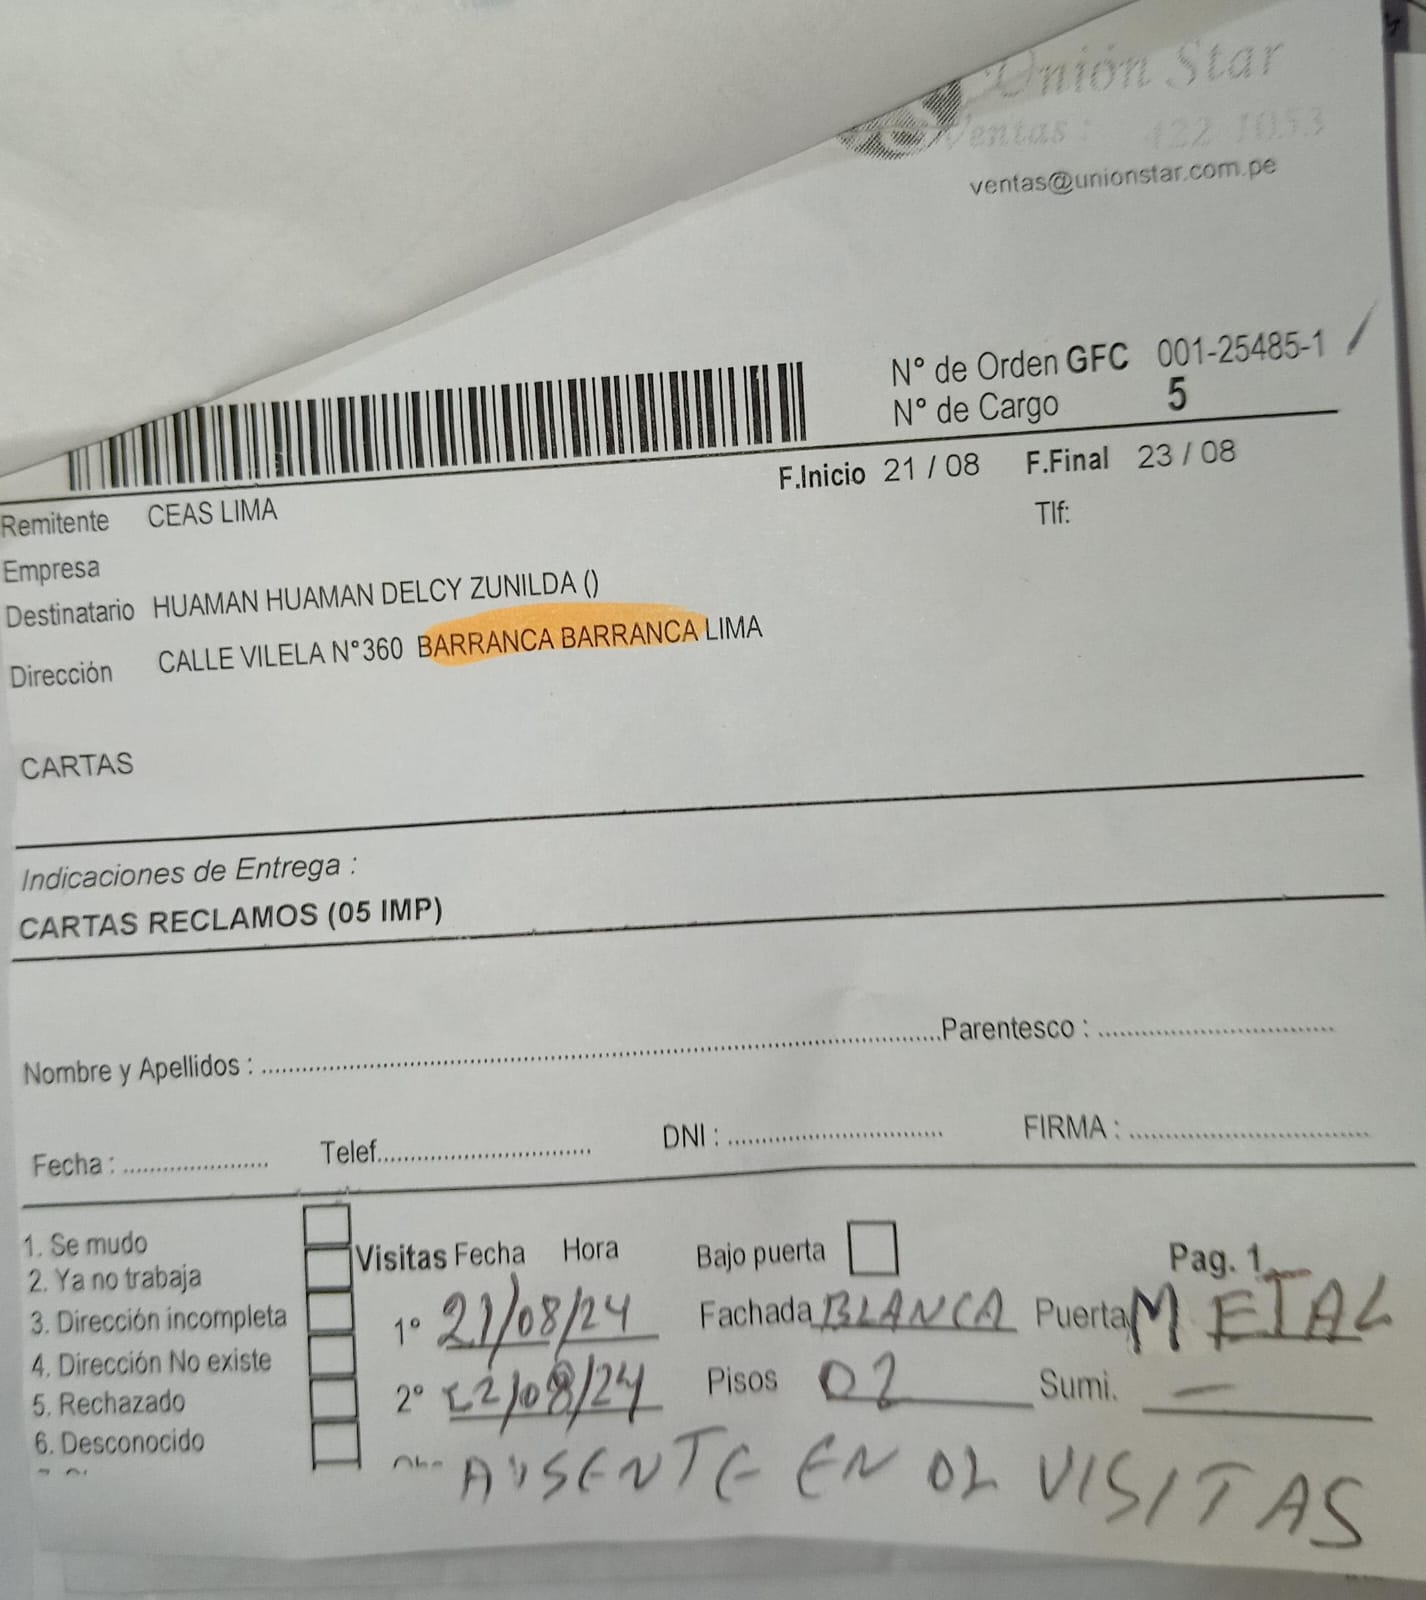 Unión Star
Ventas: 422 1053
ventas@unionstar.com.pe
N° de Orden GFC 001-25485-1
N° de Cargo 5
F.Inicio 21 / 08 F.Final 23 / 08
Remitente CEAS LIMA
Tlf:
Empresa
Destinatario HUAMAN HUAMAN DELCY ZUNILDA ()
Dirección CALLE VILELA N°360 BARRANCA BARRANCA LIMA
CARTAS
Indicaciones de Entrega :
CARTAS RECLAMOS (05 IMP)
Nombre y Apellidos : Parentesco :
Fecha : Telef. DNI : FIRMA :
1. Se mudo
2. Ya no trabaja
3. Dirección incompleta
4. Dirección No existe
5. Rechazado
6. Desconocido
Visitas Fecha Hora Bajo puerta Pag. 1
1° 21/08/24 Fachada BLANCA Puerta METAL
2° 22/08/24 Pisos 02 Sumi. —
AUSENTE EN 02 VISITAS